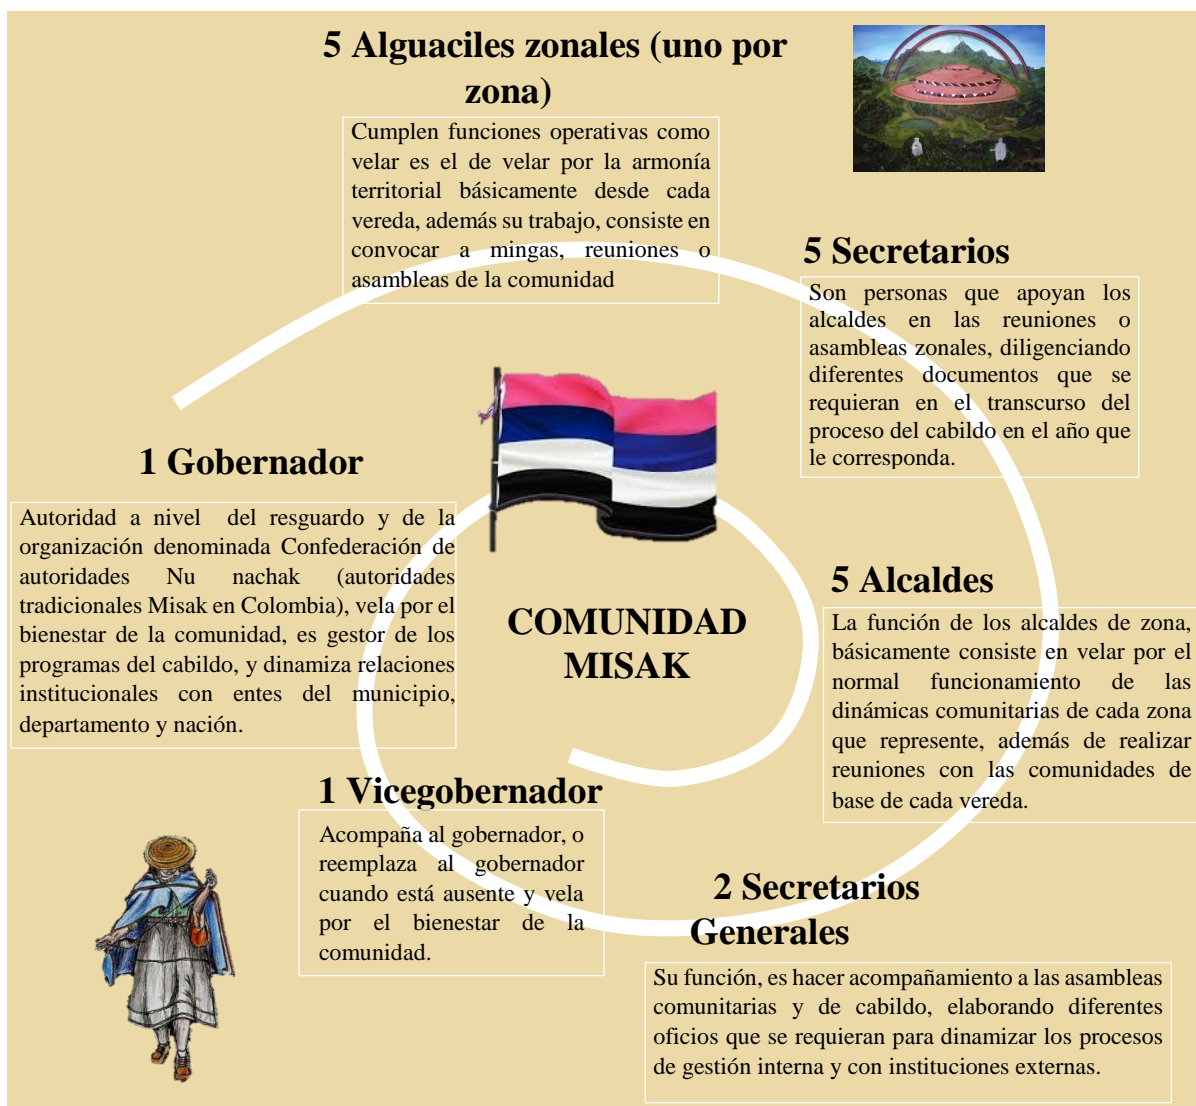 5 Alguaciles zonales (uno por
zona)
Cumplen funciones operativas como
velar es el de velar por la armonía
territorial básicamente desde cada
vereda, además su trabajo, consiste en
convocar a mingas, reuniones o
asambleas de la comunidad
5 Secretarios
Son personas que apoyan los
alcaldes en las reuniones o
asambleas zonales, diligenciando
diferentes documentos que se
requieran en el transcurso del
proceso del cabildo en el año que
le corresponda.
1 Gobernador
Autoridad a nivel del resguardo y de la
organización denominada Confederación de
autoridades Nu nachak (autoridades
tradicionales Misak en Colombia), vela por el
bienestar de la comunidad, es gestor de los
programas del cabildo, y dinamiza relaciones
institucionales con entes del municipio,
departamento y nación.
COMUNIDAD
MISAK
5 Alcaldes
La función de los alcaldes de zona,
básicamente consiste en velar por el
normal funcionamiento de las
dinámicas comunitarias de cada zona
que represente, además de realizar
reuniones con las comunidades de
base de cada vereda.
1 Vicegobernador
Acompaña al gobernador, o
reemplaza al gobernador
cuando está ausente y vela
por el bienestar de la
comunidad.
2 Secretarios
Generales
Su función, es hacer acompañamiento a las asambleas
comunitarias y de cabildo, elaborando diferentes
oficios que se requieran para dinamizar los procesos
de gestión interna y con instituciones externas.